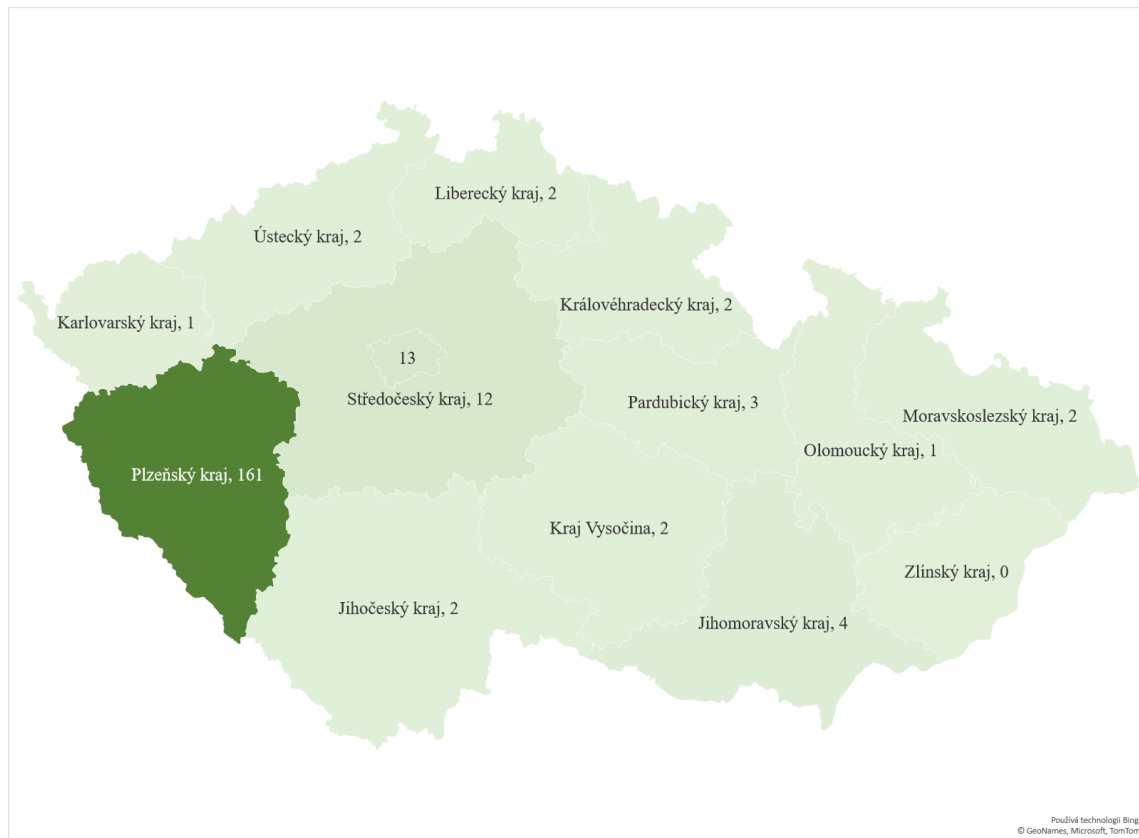 Liberecký kraj, 2
Ústecký kraj, 2
Královéhradecký kraj, 2
Karlovarský kraj, 1
13
Středočeský kraj, 12
Pardubický kraj, 3
Moravskoslezský kraj, 2
Olomoucký kraj, 1
Plzeňský kraj, 161
Kraj Vysočina, 2
Zlínský kraj, 0
Jihočeský kraj, 2
Jihomoravský kraj, 4
Používá technologii Bing
© GeoNames, Microsoft, TomTom